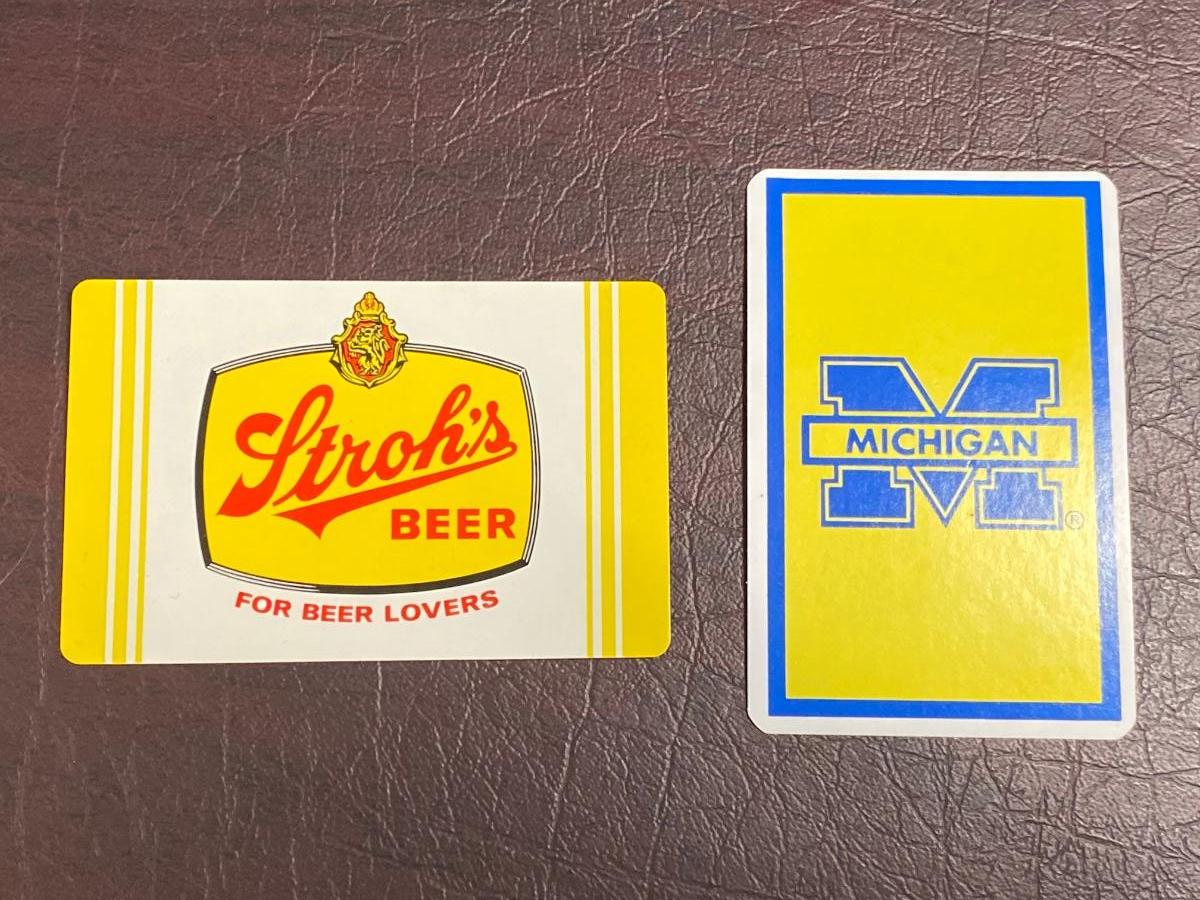 Stroh's
BEER
FOR BEER LOVERS
MICHIGAN
®